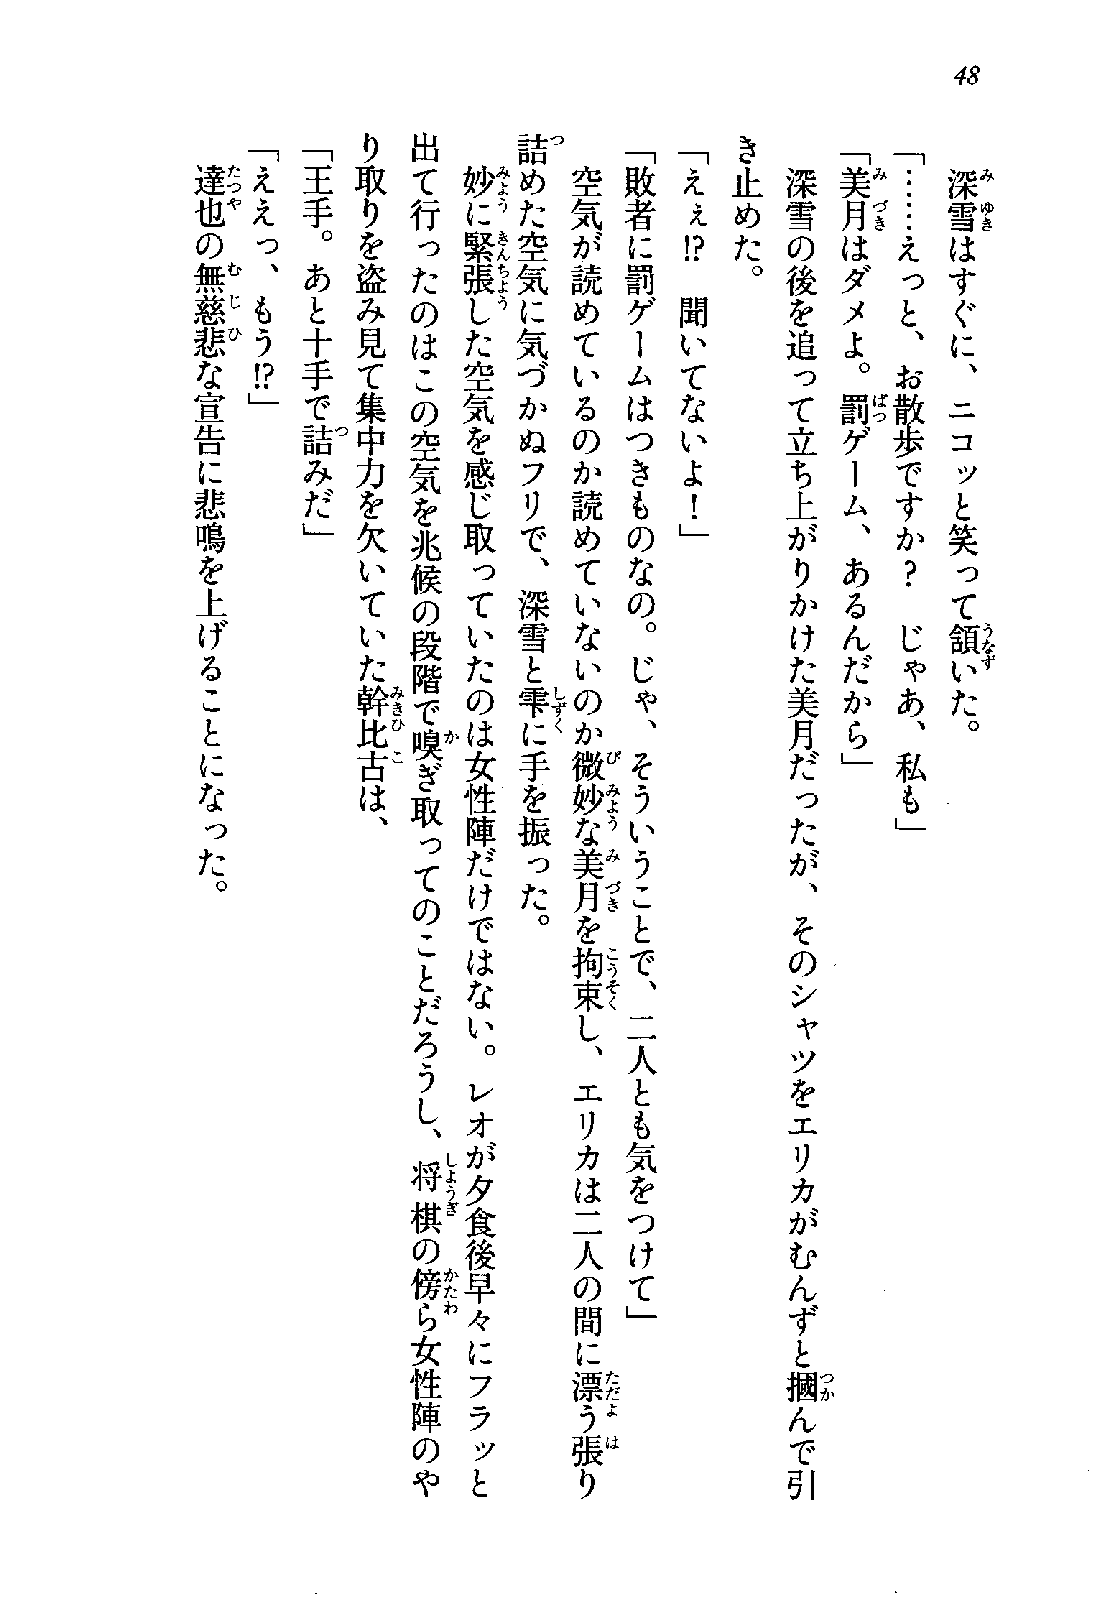 48
深雪はすぐに、ニコッと笑って頷いた。
「……えっと、お散歩ですか? じゃあ、私も」
「美月はダメよ。罰ゲーム、あるんだから」
深雪の後を追って立ち上がりかけた美月だったが、そのシャツをエリカがむんずと摑んで引
き止めた。
「えぇ!? 聞いてないよ!」
「敗者に罰ゲームはつきものなの。じゃ、そういうことで、二人とも気をつけて」
空気が読めているのか読めていないのか微妙な美月を拘束し、エリカは二人の間に漂う張り
詰めた空気に気づかぬフリで、深雪と雫に手を振った。
妙に緊張した空気を感じ取っていたのは女性陣だけではない。レオが夕食後早々にフラッと
出て行ったのはこの空気を兆候の段階で嗅ぎ取ってのことだろうし、将棋の傍ら女性陣のや
り取りを盗み見て集中力を欠いていた幹比古は、
「王手。あと十手で詰みだ」
「ええっ、もう!?」
達也の無慈悲な宣告に悲鳴を上げることになった。